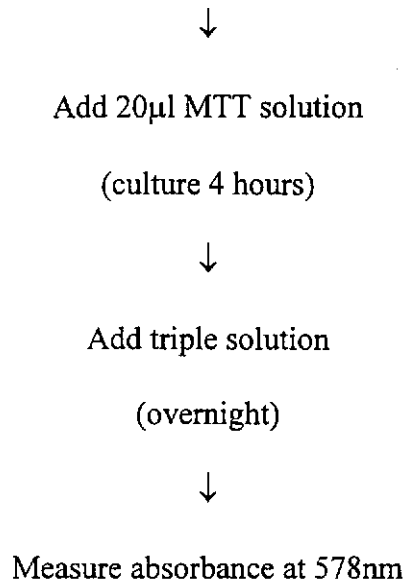 ↓
Add 20μl MTT solution
(culture 4 hours)
↓
Add triple solution
(overnight)
↓
Measure absorbance at 578nm